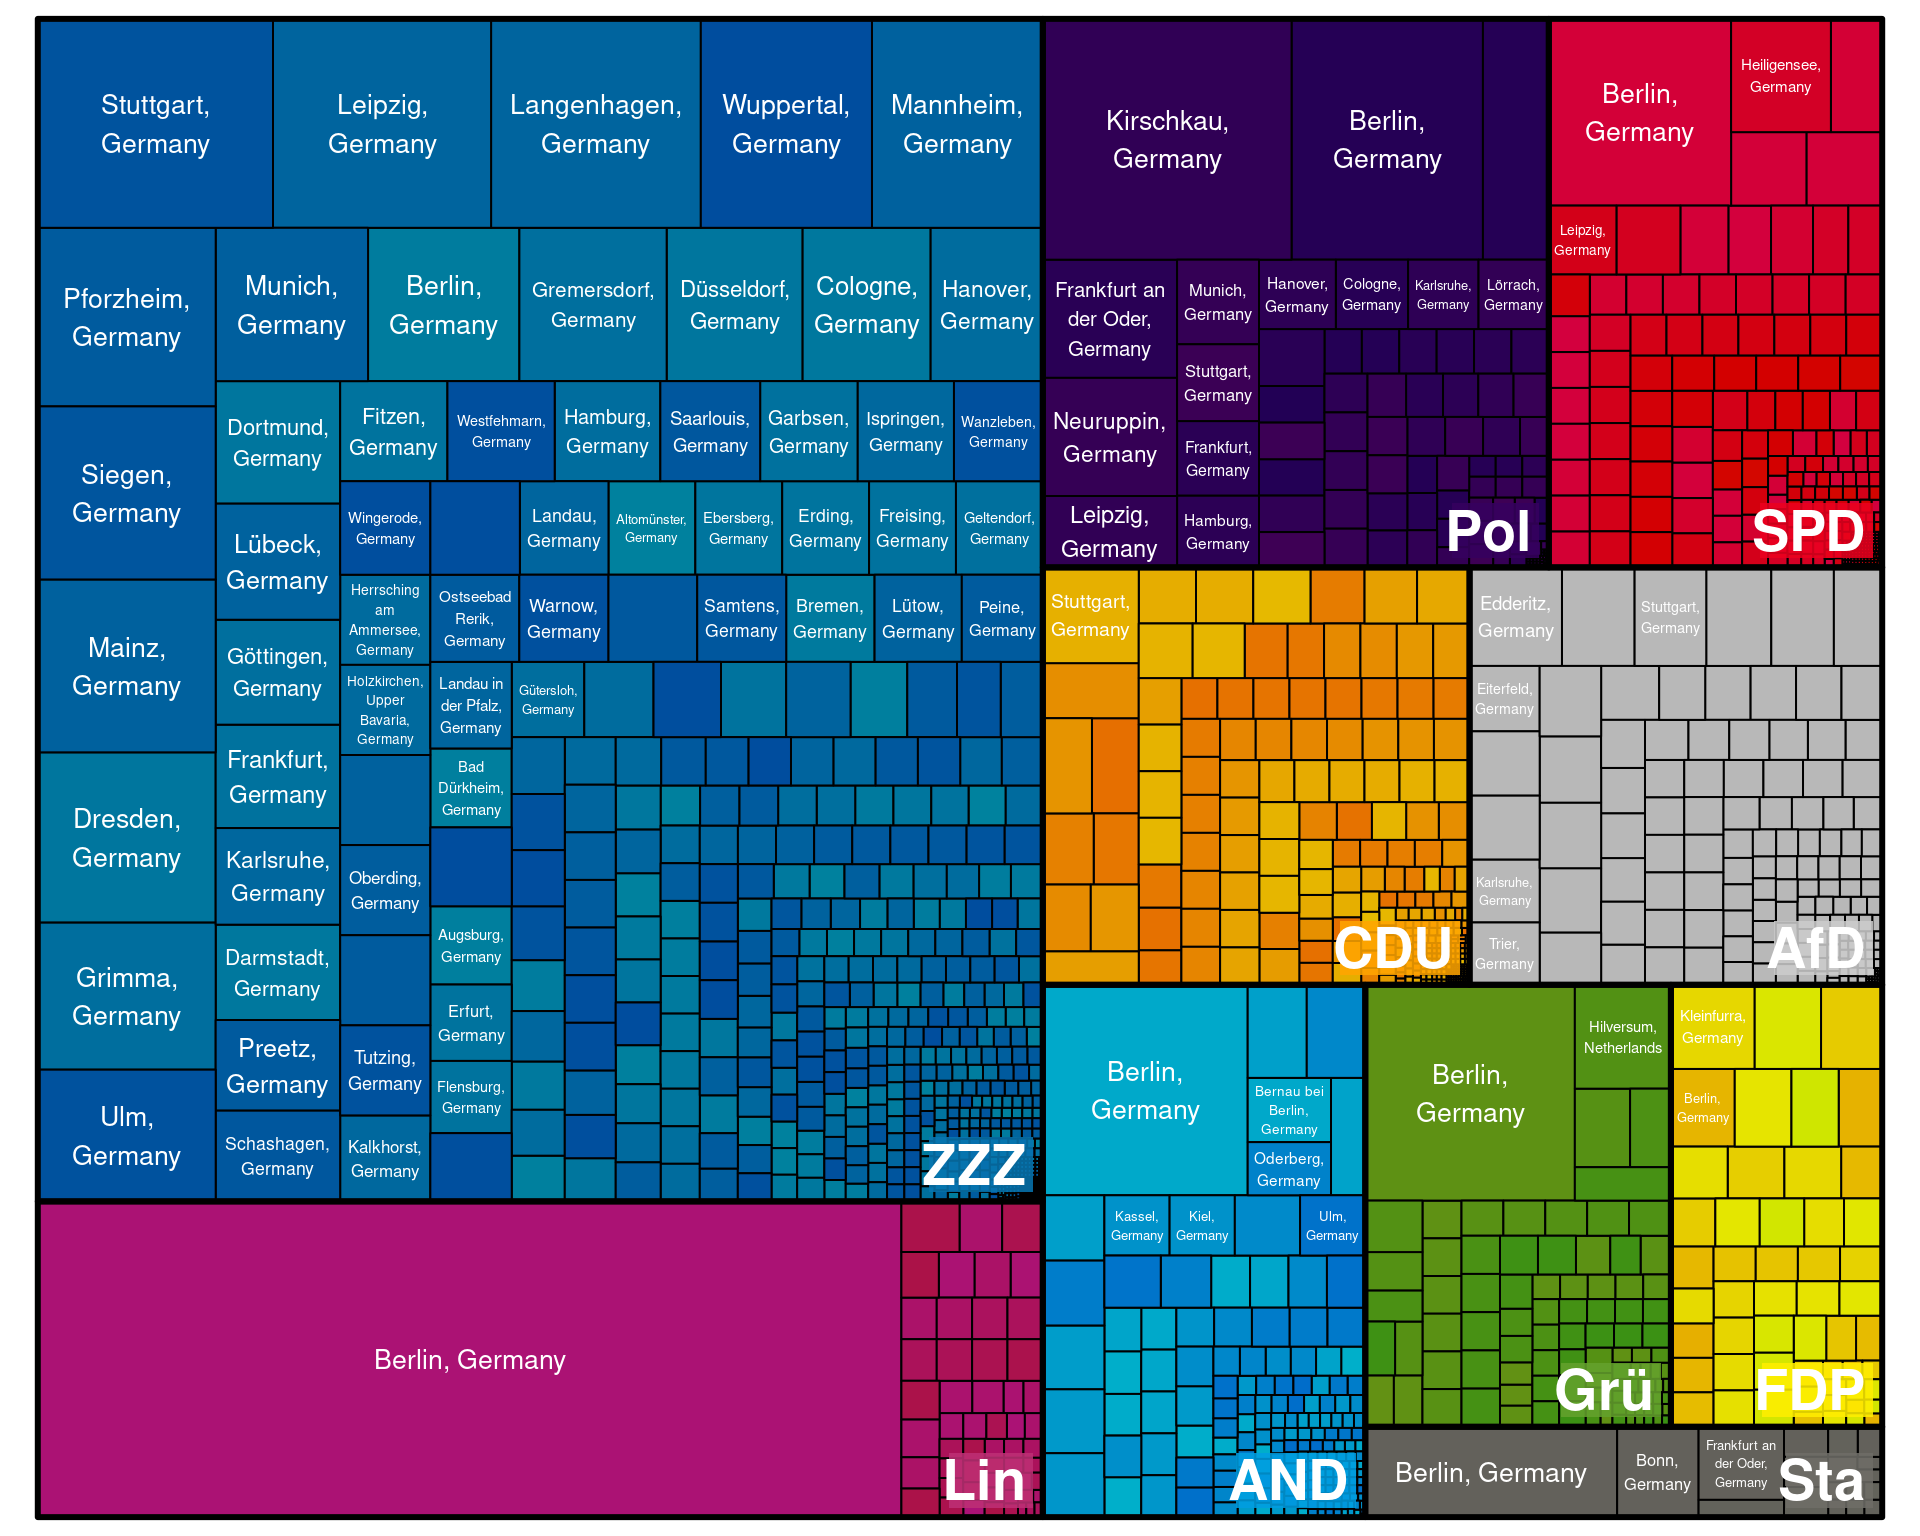 Stuttgart,
Germany
Leipzig,
Germany
Langenhagen,
Germany
Wuppertal,
Germany
Mannheim,
Germany
Pforzheim,
Germany
Munich,
Germany
Berlin,
Germany
Gremersdorf,
Germany
Düsseldorf,
Germany
Cologne,
Germany
Hanover,
Germany
Siegen,
Germany
Dortmund,
Germany
Fitzen,
Germany
Westfehmarn,
Germany
Hamburg,
Germany
Saarlouis,
Germany
Garbsen,
Germany
Ispringen,
Germany
Wanzleben,
Germany
Lübeck,
Germany
Wingerode,
Germany
Landau,
Germany
Altomünster,
Germany
Ebersberg,
Germany
Erding,
Germany
Freising,
Germany
Geltendorf,
Germany
Mainz,
Germany
Göttingen,
Germany
Herrsching
am
Ammersee,
Germany
Ostseebad
Rerik,
Germany
Warnow,
Germany
Samtens,
Germany
Bremen,
Germany
Lütow,
Germany
Peine,
Germany
Holzkirchen,
Upper
Bavaria,
Germany
Landau in
der Pfalz,
Germany
Gütersloh,
Germany
Dresden,
Germany
Frankfurt,
Germany
Bad
Dürkheim,
Germany
Karlsruhe,
Germany
Oberding,
Germany
Grimma,
Germany
Darmstadt,
Germany
Augsburg,
Germany
Erfurt,
Germany
Preetz,
Germany
Tutzing,
Germany
Flensburg,
Germany
Ulm,
Germany
Schashagen,
Germany
Kalkhorst,
Germany
ZZZ
Berlin, Germany
Lin
Kirschkau,
Germany
Berlin,
Germany
Frankfurt an
der Oder,
Germany
Munich,
Germany
Hanover,
Germany
Cologne,
Germany
Karlsruhe,
Germany
Lörrach,
Germany
Stuttgart,
Germany
Neuruppin,
Germany
Frankfurt,
Germany
Leipzig,
Germany
Hamburg,
Germany
Pol
Berlin,
Germany
Heiligensee,
Germany
Leipzig,
Germany
SPD
Stuttgart,
Germany
CDU
Edderitz,
Germany
Stuttgart,
Germany
Eiterfeld,
Germany
Karlsruhe,
Germany
Trier,
Germany
AfD
Berlin,
Germany
Bernau bei
Berlin,
Germany
Oderberg,
Germany
Kassel,
Germany
Kiel,
Germany
Ulm,
Germany
AND
Berlin,
Germany
Hilversum,
Netherlands
Grü
Kleinfurra,
Germany
Berlin,
Germany
FDP
Berlin, Germany
Bonn,
Germany
Frankfurt an
der Oder,
Germany
Sta